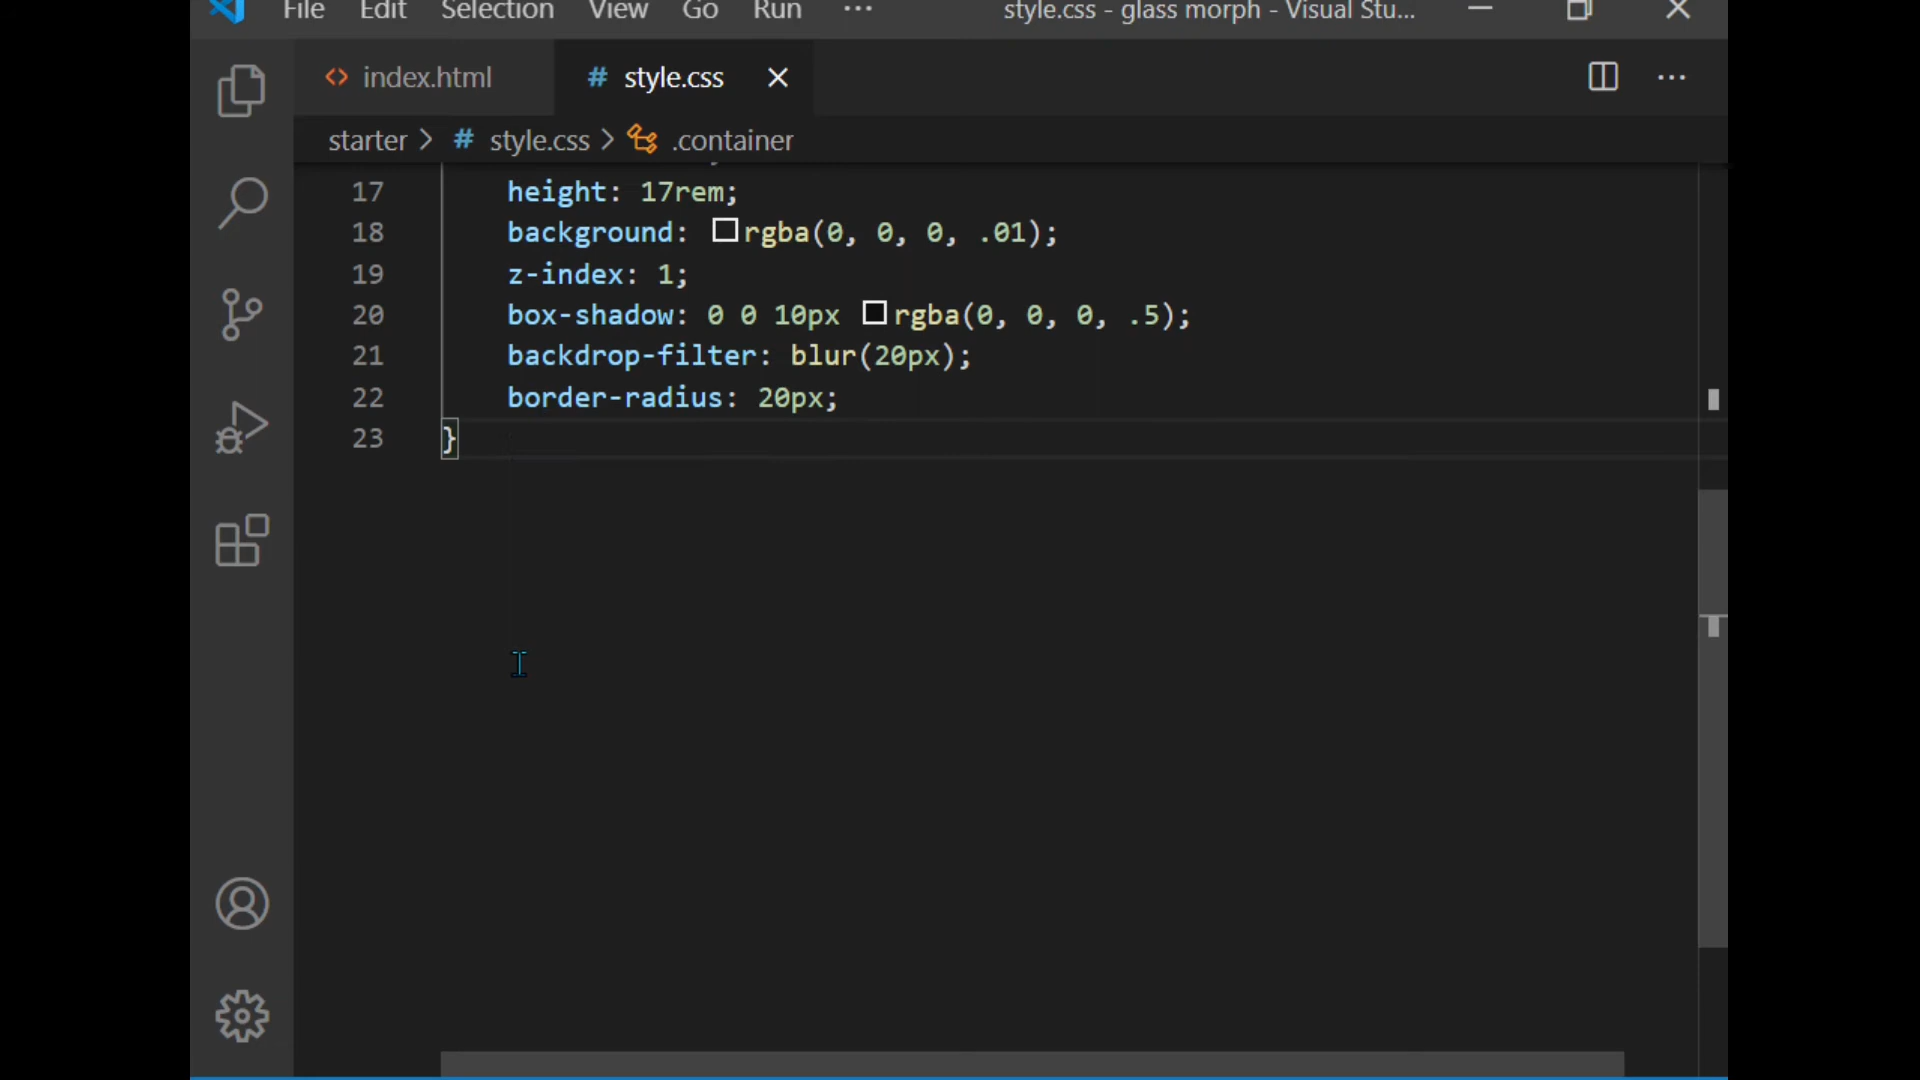 File Edit Selection View Go Run ··· style.css - glass morph - Visual Stu...
<> index.html # style.css
starter > # style.css > .container
17 height: 17rem;
18 background: rgba(0, 0, 0, .01);
19 z-index: 1;
20 box-shadow: 0 0 10px rgba(0, 0, 0, .5);
21 backdrop-filter: blur(20px);
22 border-radius: 20px;
23 }